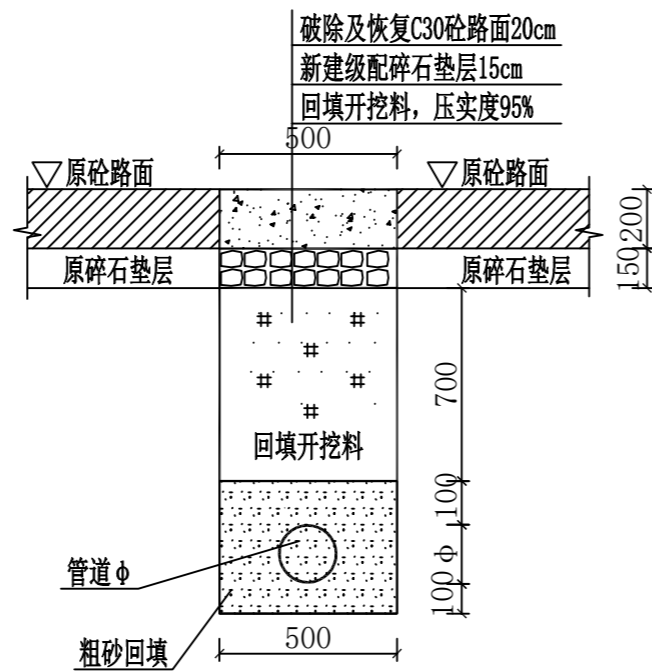 破除及恢复C30砼路面20cm
新建级配碎石垫层15cm
回填开挖料，压实度95%
500
原砼路面
原砼路面
200
原碎石垫层
原碎石垫层
150
700
回填开挖料
100
管道φ
φ
100
粗砂回填
500